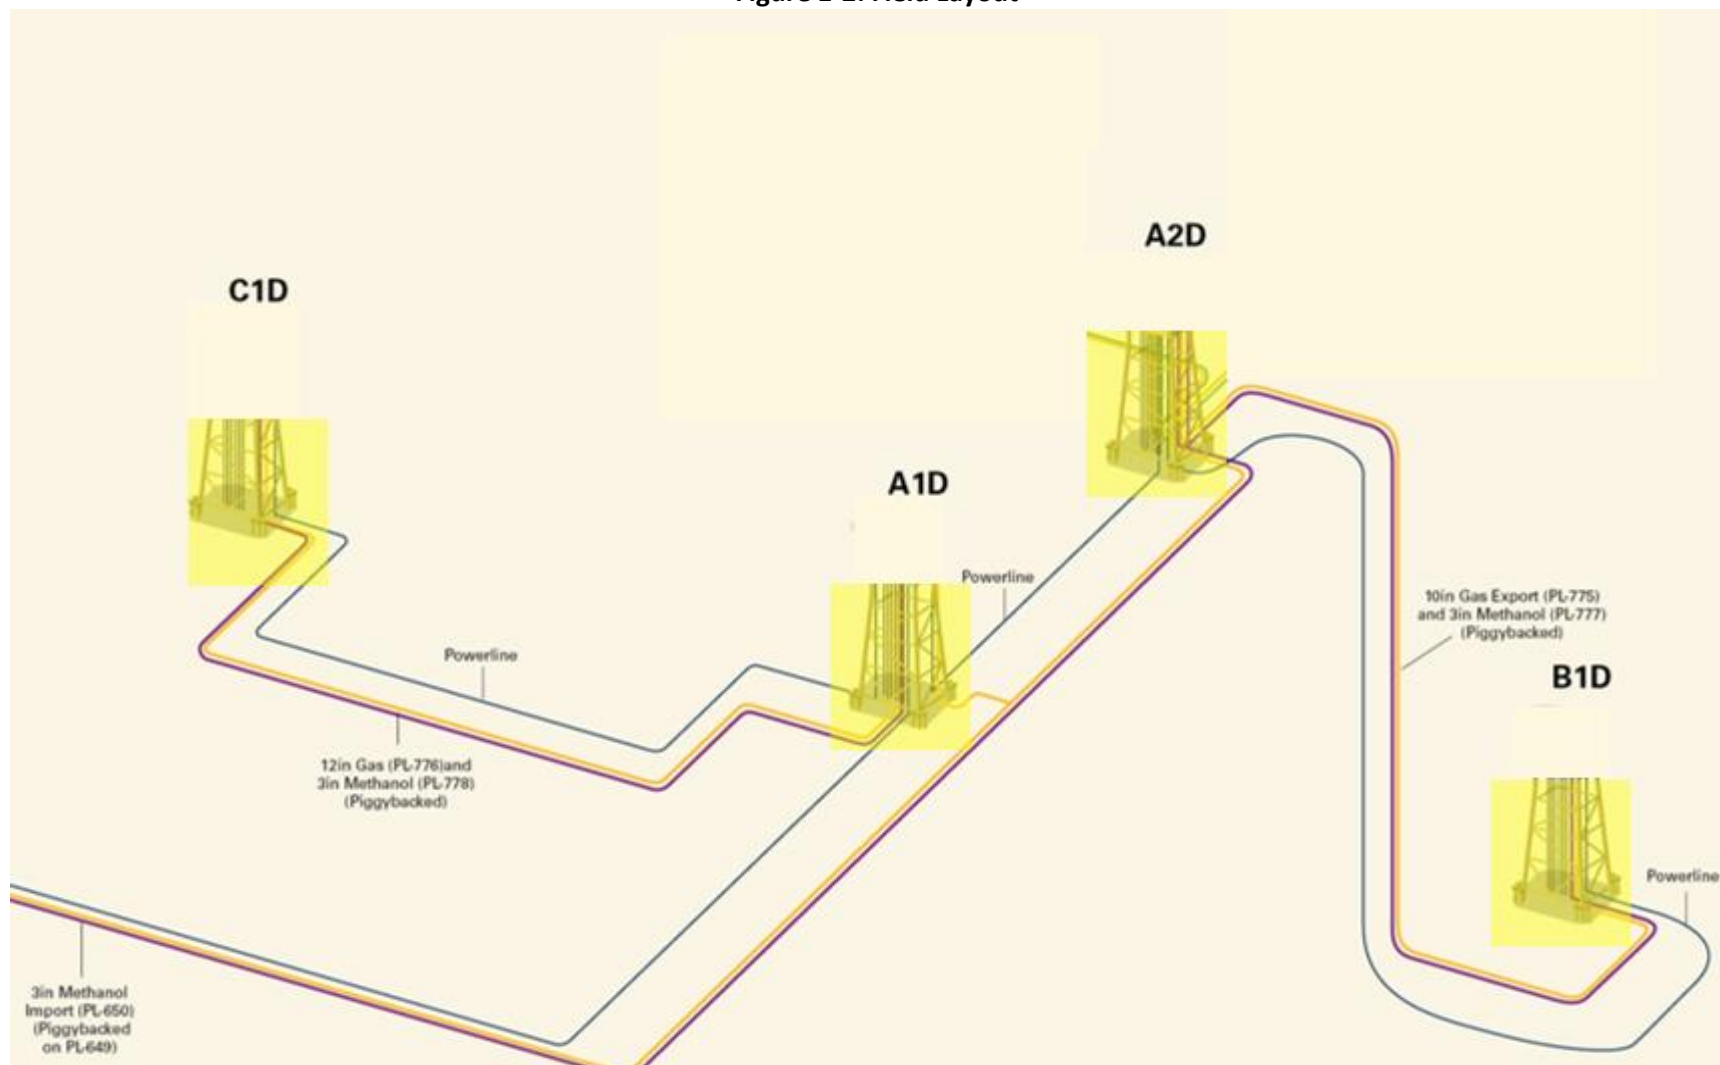 A2D
C1D
A1D
Powerline
10in Gas Export (PL-775)
and 3in Methanol (PL-777)
(Piggybacked)
Powerline
B1D
12in Gas (PL-776)and
3in Methanol (PL-778)
(Piggybacked)
Powerline
3in Methanol
Import (PL-650)
(Piggybacked
on PL-649)